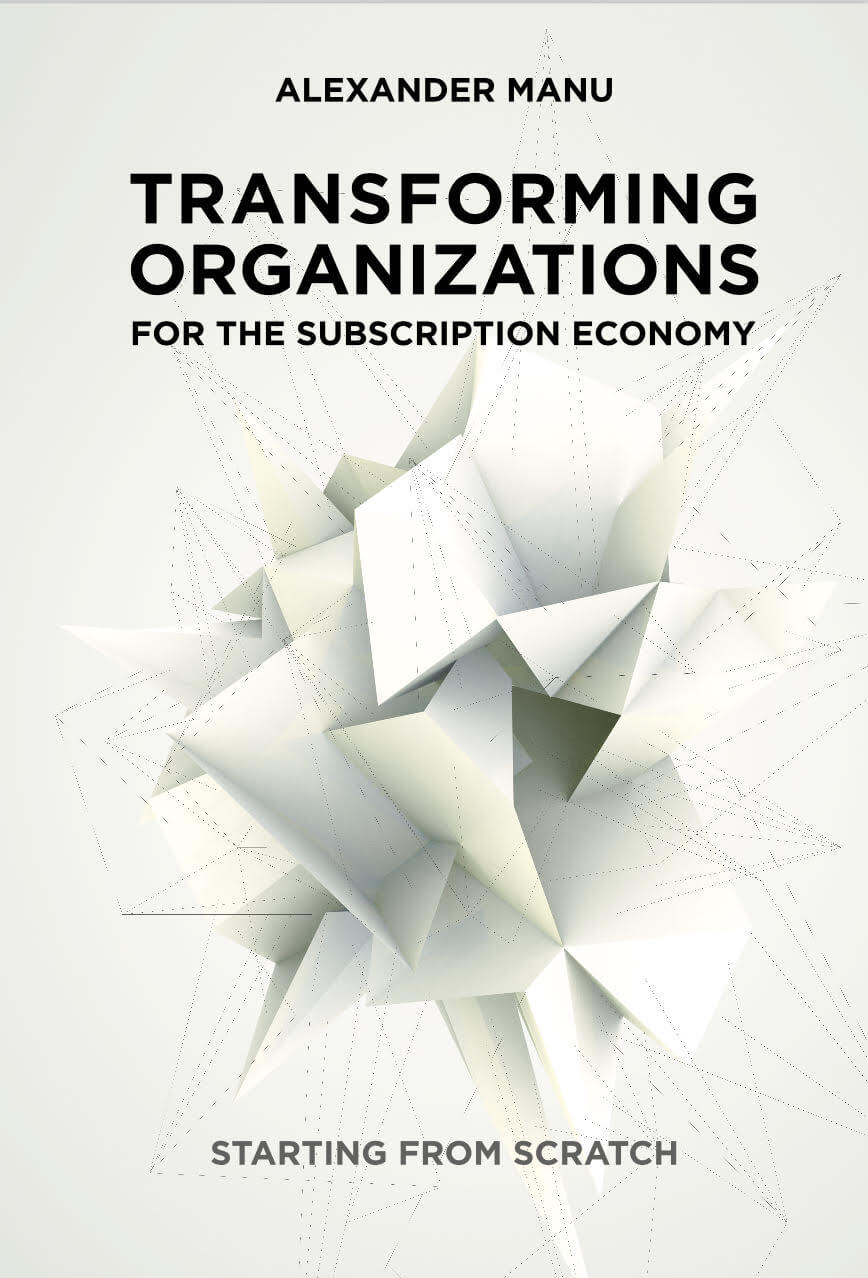 ALEXANDER MANU
TRANSFORMING
ORGANIZATIONS
FOR THE SUBSCRIPTION ECONOMY
STARTING FROM SCRATCH